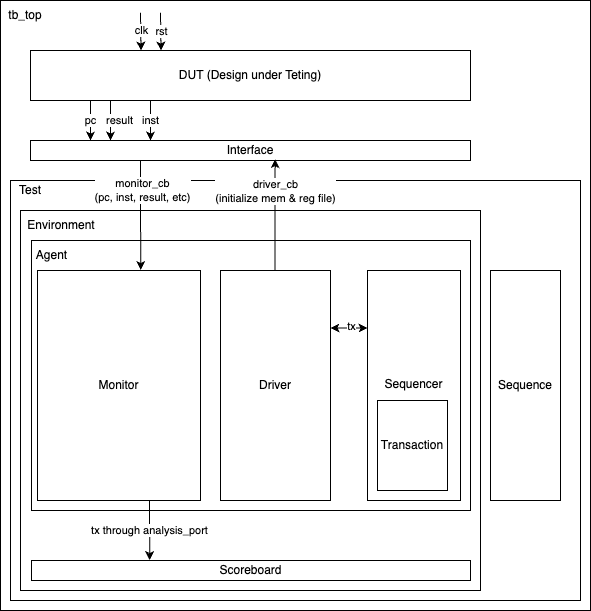 tb_top
clk rst
DUT (Design under Teting)
pc result inst
Interface
monitor_cb
(pc, inst, result, etc)
driver_cb
(initialize mem & reg file)
Test
Environment
Agent
Monitor
Driver
tx
Sequencer
Transaction
Sequence
tx through analysis_port
Scoreboard